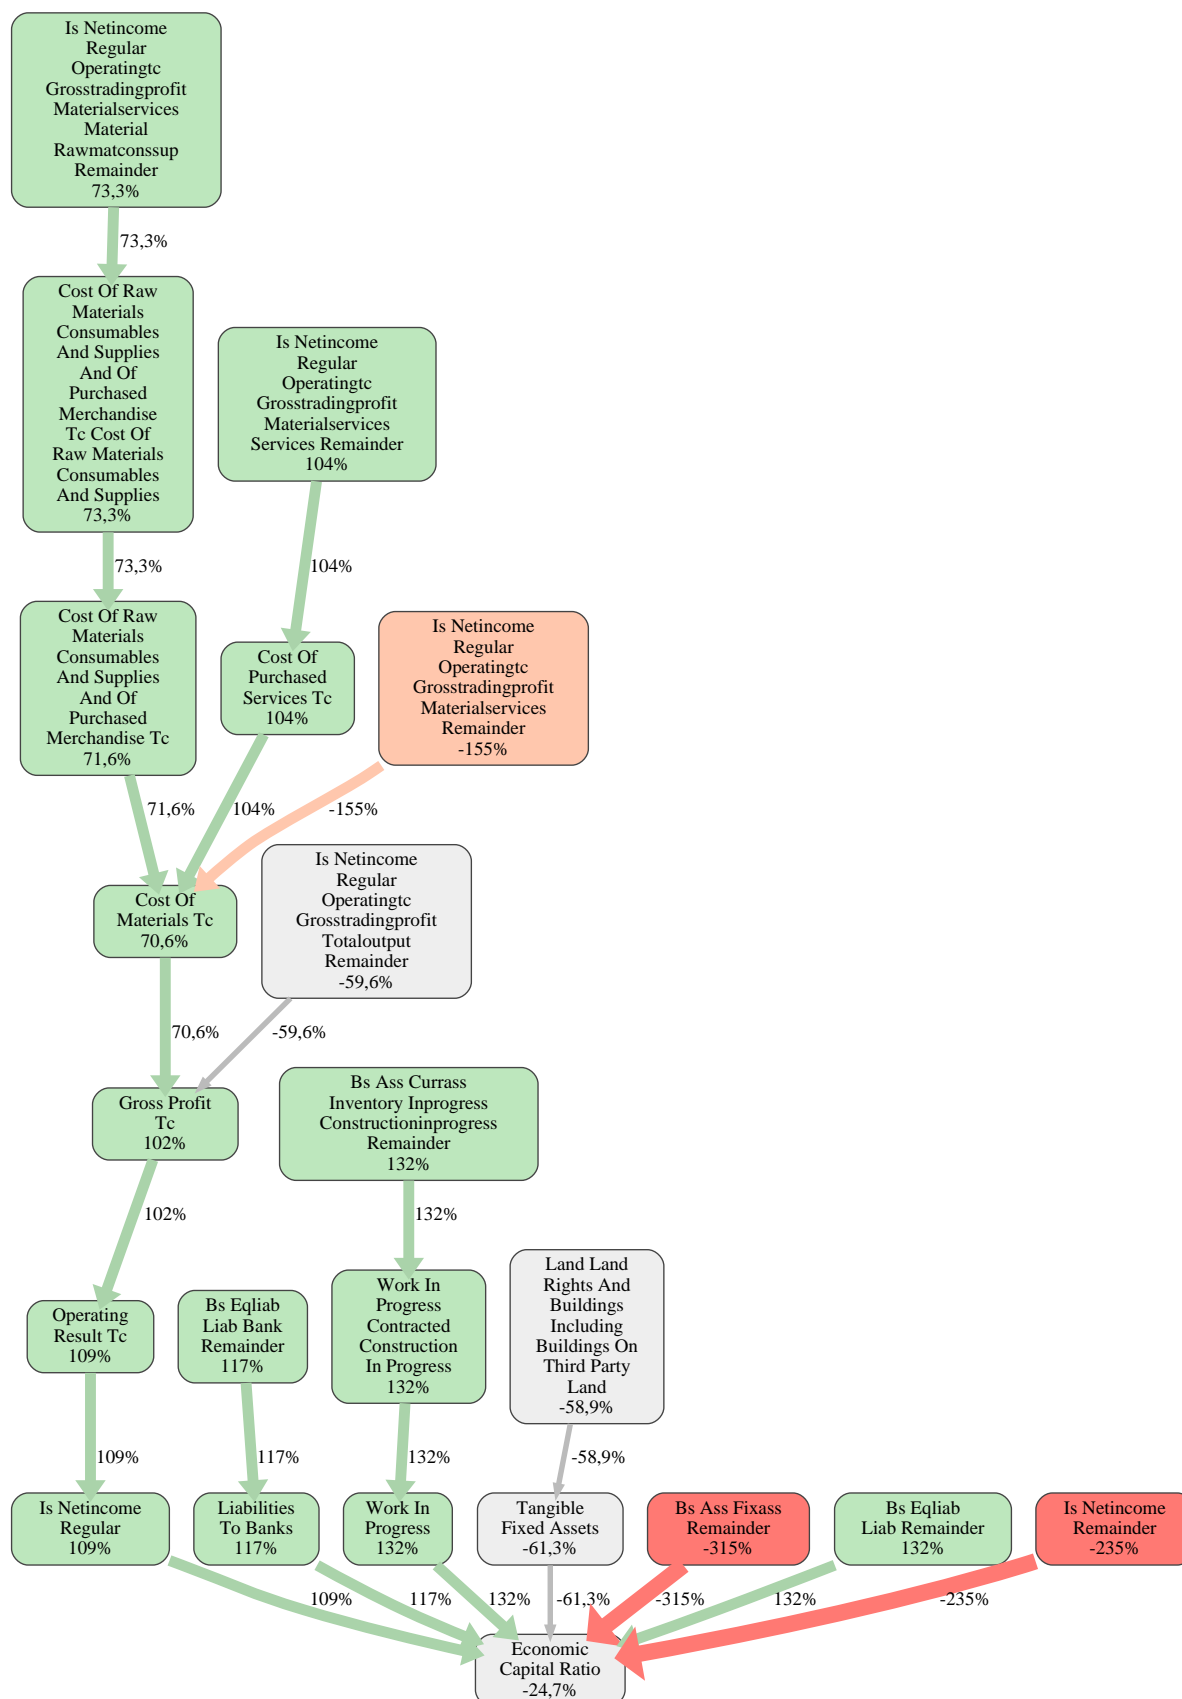 Is Netincome
Regular
Operatingtc
Grosstradingprofit
Materialservices
Material
Rawmatconssup
Remainder
73,3%
73,3%
Cost Of Raw
Materials
Consumables
And Supplies
And Of
Purchased
Merchandise
Tc Cost Of
Raw Materials
Consumables
And Supplies
73,3%
Is Netincome
Regular
Operatingtc
Grosstradingprofit
Materialservices
Services Remainder
104%
73,3%
104%
Cost Of Raw
Materials
Consumables
And Supplies
And Of
Purchased
Merchandise Tc
71,6%
Cost Of
Purchased
Services Tc
104%
Is Netincome
Regular
Operatingtc
Grosstradingprofit
Materialservices
Remainder
-155%
71,6%
104%
-155%
Cost Of
Materials Tc
70,6%
Is Netincome
Regular
Operatingtc
Grosstradingprofit
Totaloutput
Remainder
-59,6%
70,6%
-59,6%
Gross Profit
Tc
102%
Bs Ass Currass
Inventory Inprogress
Constructioninprogress
Remainder
132%
102%
132%
Operating
Result Tc
109%
Bs Eqliab
Liab Bank
Remainder
117%
Work In
Progress
Contracted
Construction
In Progress
132%
Land Land
Rights And
Buildings
Including
Buildings On
Third Party
Land
-58,9%
109%
117%
132%
-58,9%
Is Netincome
Regular
109%
Liabilities
To Banks
117%
Work In
Progress
132%
Tangible
Fixed Assets
-61,3%
Bs Ass Fixass
Remainder
-315%
Bs Eqliab
Liab Remainder
132%
Is Netincome
Remainder
-235%
109%
117%
132%
-61,3%
-315%
132%
-235%
Economic
Capital Ratio
-24,7%